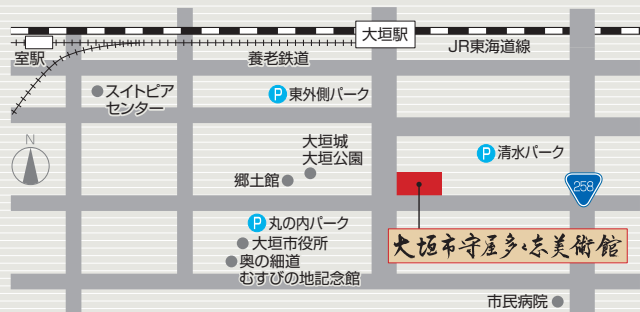 大垣駅
JR東海道線
室駅
養老鉄道
スイトピア
センター
P 東外側パーク
N
大垣城
大垣公園
P 清水パーク
郷土館
258
P 丸の内パーク
大垣市役所
大垣市守屋多々志美術館
奥の細道
むすびの地記念館
市民病院